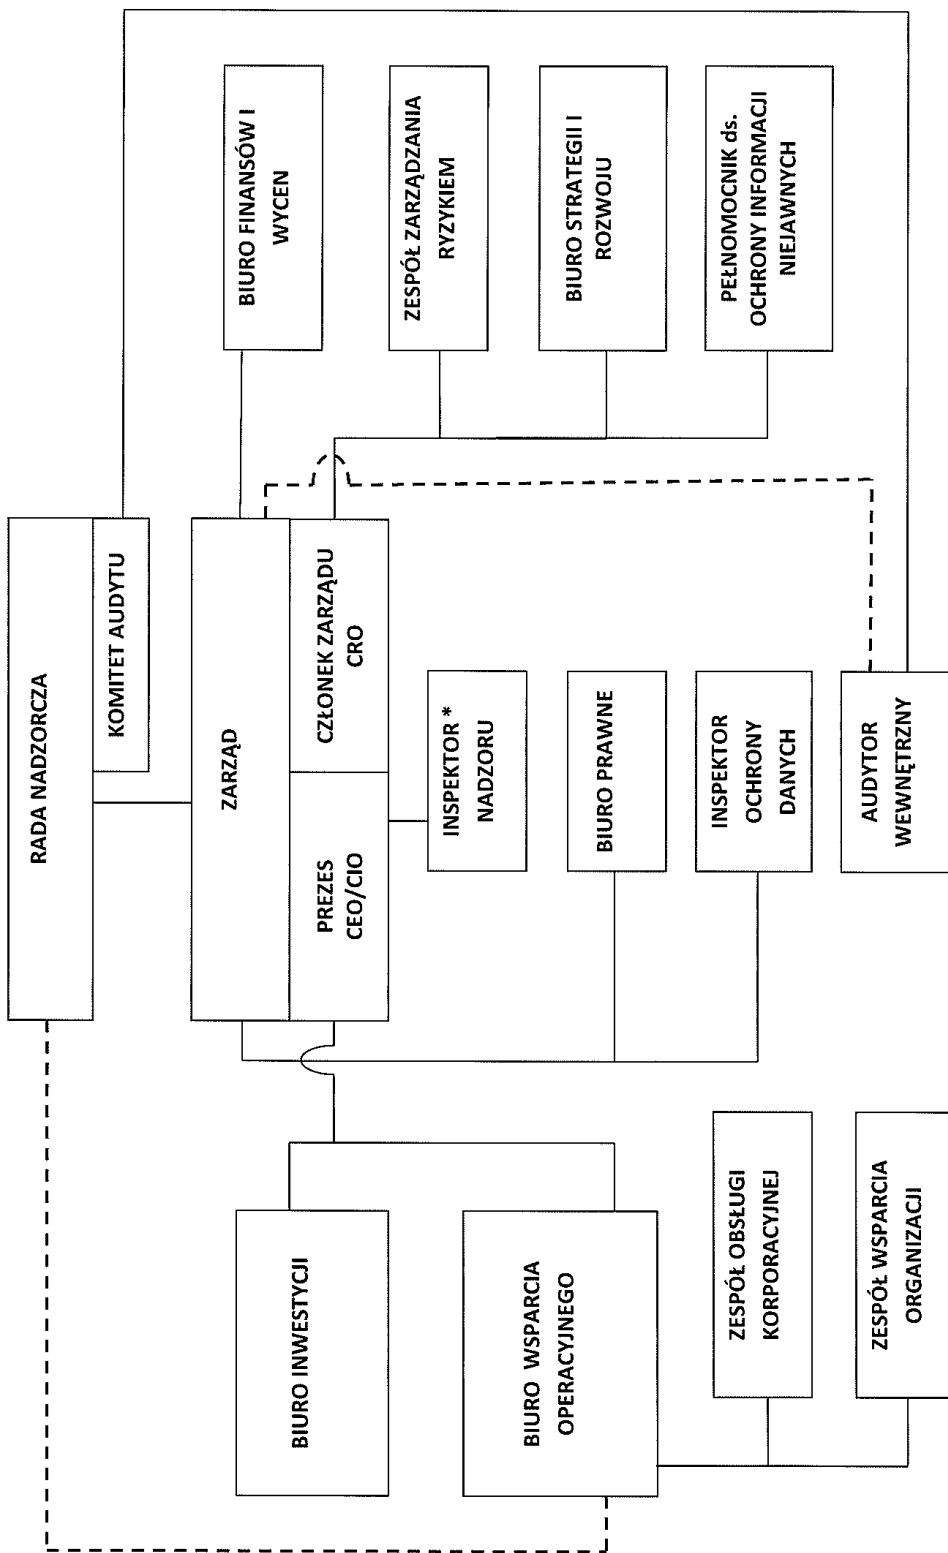 RADA NADZORCZA
KOMITET AUDYTU
ZARZĄD
PREZES
CEO/CIO
CZŁONEK ZARZĄDU
CRO
INSPEKTOR *
NADZORU
BIURO PRAWNE
INSPEKTOR
OCHRONY
DANYCH
AUDYTOR
WEWNĘTRZNY
BIURO INWESTYCJI
BIURO WSPARCIA
OPERACYJNEGO
ZESPÓŁ OBSŁUGI
KORPORACYJNEJ
ZESPÓŁ WSPARCIA
ORGANIZACJI
BIURO FINANSÓW I
WYCEN
ZESPÓŁ ZARZĄDZANIA
RYZYKIEM
BIURO STRATEGII I
ROZWOJU
PEŁNOMOCNIK ds.
OCHRONY INFORMACJI
NIEJAWNYCH